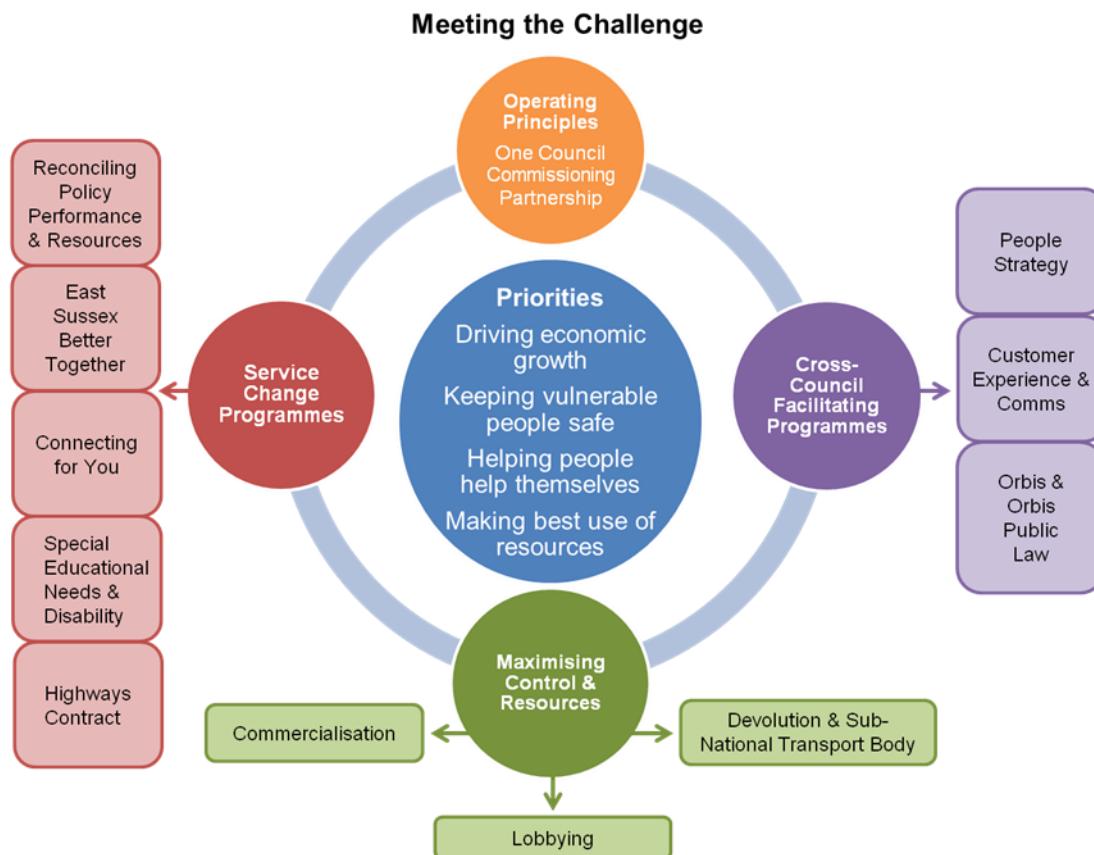 Meeting the Challenge
Operating
Principles
One Council
Commissioning
Partnership
Reconciling
Policy
Performance
& Resources
East
Sussex
Better
Together
Connecting
for You
Special
Educational
Needs &
Disability
Highways
Contract
Service
Change
Programmes
Priorities
Driving economic
growth
Keeping vulnerable
people safe
Helping people
help themselves
Making best use of
resources
Cross-
Council
Facilitating
Programmes
People
Strategy
Customer
Experience &
Comms
Orbis &
Orbis
Public
Law
Maximising
Control &
Resources
Commercialisation
Devolution & Sub-
National Transport Body
Lobbying